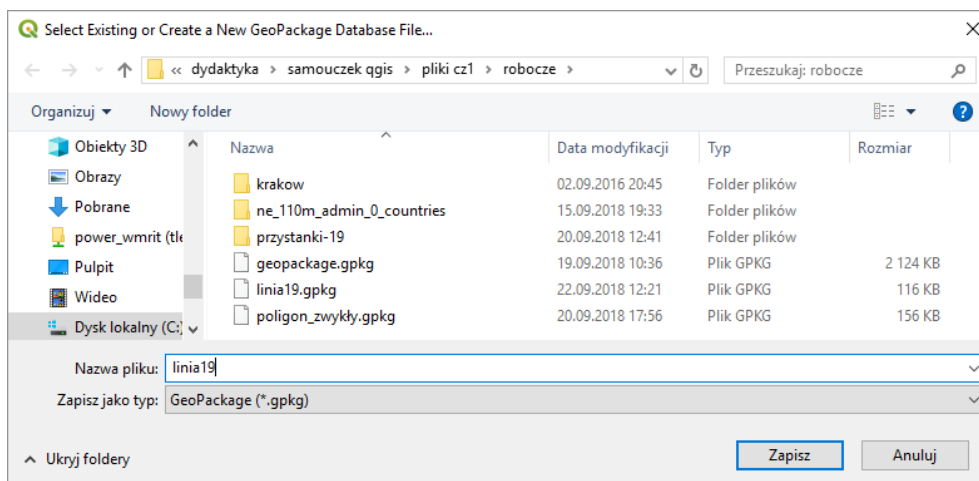 Select Existing or Create a New GeoPackage Database File...
« dydaktyka > samouczek qgis > pliki cz1 > robocze >
Przeszukaj: robocze
Organizuj
Nowy folder
Nazwa Data modyfikacji Typ Rozmiar
Obiekty 3D
Obrazy
Pobrane
power_wmrit (tle
Pulpit
Wideo
Dysk lokalny (C:)
krakow 02.09.2016 20:45 Folder plików
ne_110m_admin_0_countries 15.09.2018 19:33 Folder plików
przystanki-19 20.09.2018 12:41 Folder plików
geopackage.gpkg 19.09.2018 10:36 Plik GPKG 2 124 KB
linia19.gpkg 22.09.2018 12:21 Plik GPKG 116 KB
poligon_zwykły.gpkg 20.09.2018 17:56 Plik GPKG 156 KB
Nazwa pliku: linia19
Zapisz jako typ: GeoPackage (*.gpkg)
Ukryj foldery
Zapisz
Anuluj